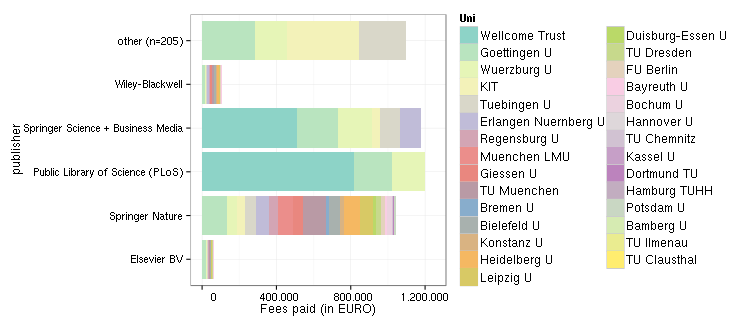 Uni
Wellcome Trust
Goettingen U
Wuerzburg U
KIT
Tuebingen U
Erlangen Nuernberg U
Regensburg U
Muenchen LMU
Giessen U
TU Muenchen
Bremen U
Bielefeld U
Konstanz U
Heidelberg U
Leipzig U
Duisburg-Essen U
TU Dresden
FU Berlin
Bayreuth U
Bochum U
Hannover U
TU Chemnitz
Kassel U
Dortmund TU
Hamburg TUHH
Potsdam U
Bamberg U
TU Ilmenau
TU Clausthal
publisher
other (n=205)
Wiley-Blackwell
Springer Science + Business Media
Public Library of Science (PLoS)
Springer Nature
Elsevier BV
0 400.000 800.000 1.200.000
Fees paid (in EURO)